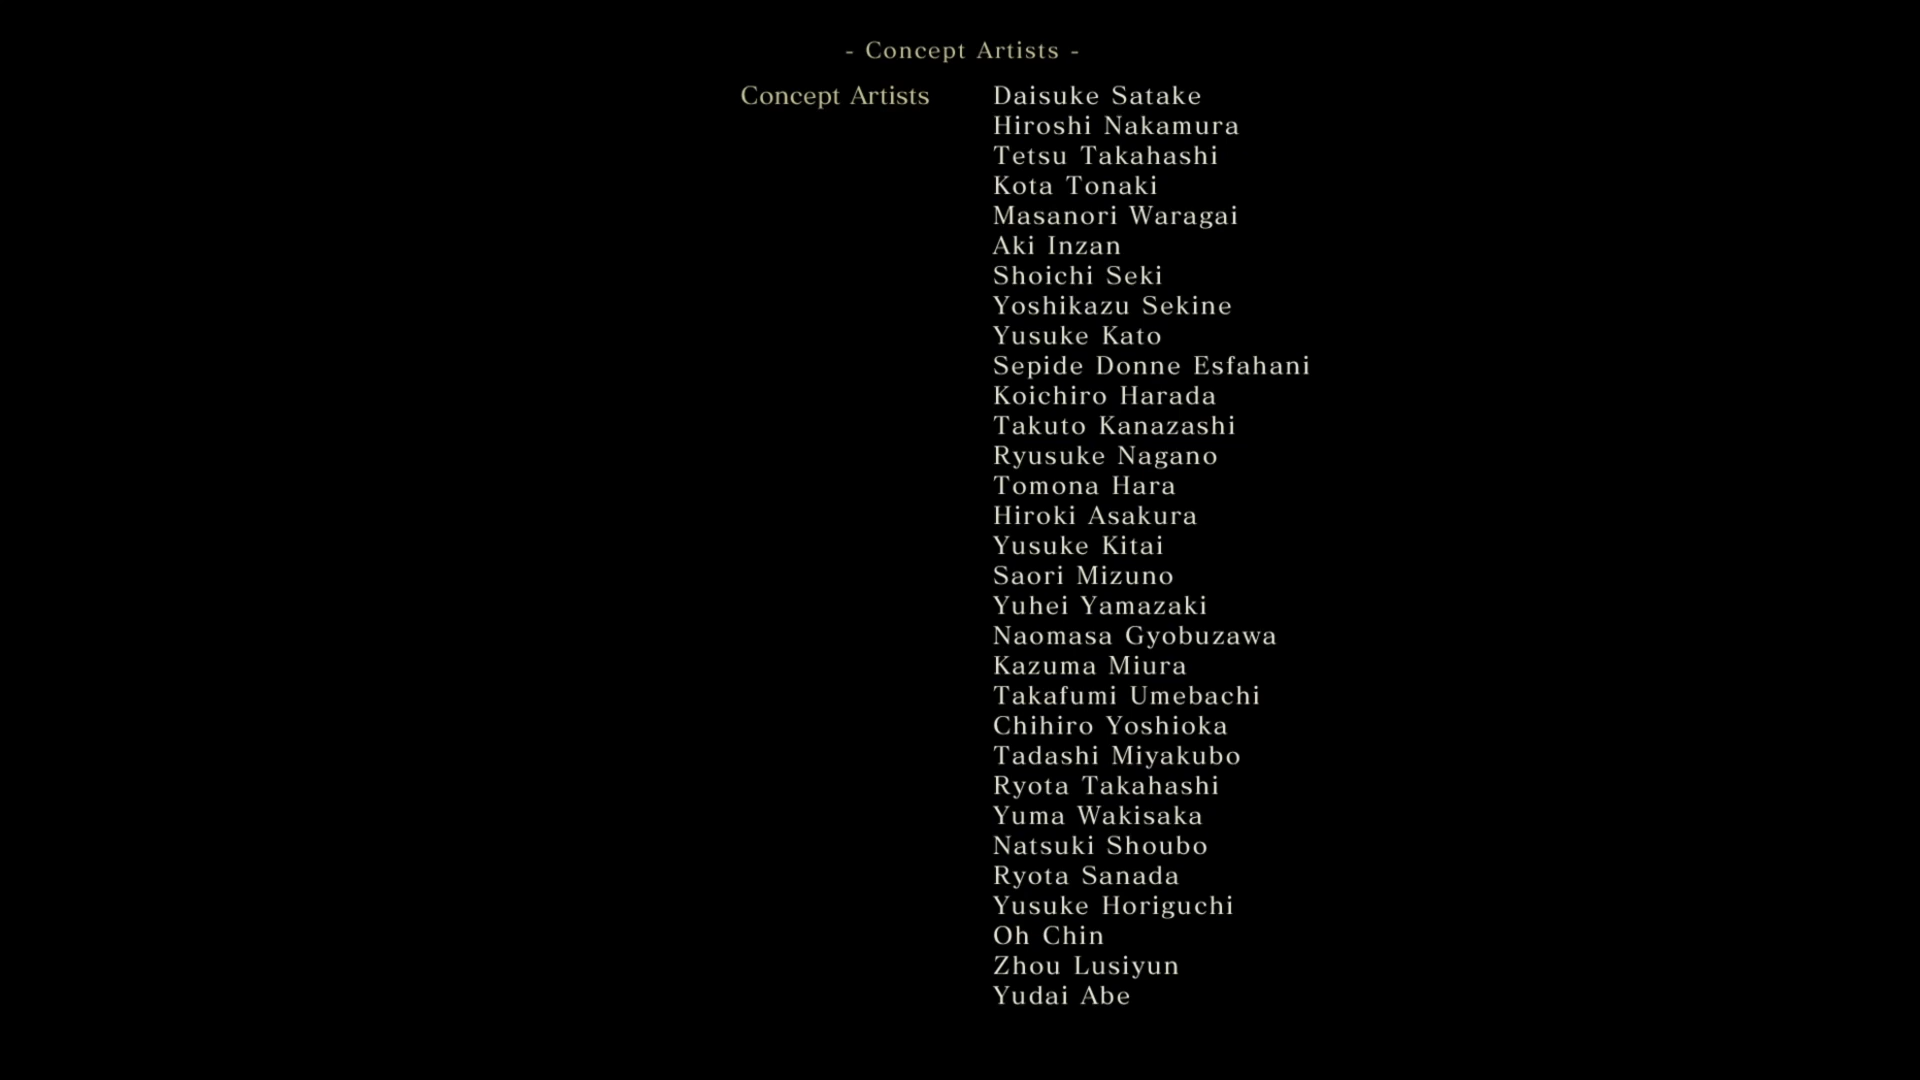 - Concept Artists -
Concept Artists Daisuke Satake
Hiroshi Nakamura
Tetsu Takahashi
Kota Tonaki
Masanori Waragai
Aki Inzan
Shoichi Seki
Yoshikazu Sekine
Yusuke Kato
Sepide Donne Esfahani
Koichiro Harada
Takuto Kanazashi
Ryusuke Nagano
Tomona Hara
Hiroki Asakura
Yusuke Kitai
Saori Mizuno
Yuhei Yamazaki
Naomasa Gyobuzawa
Kazuma Miura
Takafumi Umebachi
Chihiro Yoshioka
Tadashi Miyakubo
Ryota Takahashi
Yuma Wakisaka
Natsuki Shoubo
Ryota Sanada
Yusuke Horiguchi
Oh Chin
Zhou Lusiyun
Yudai Abe